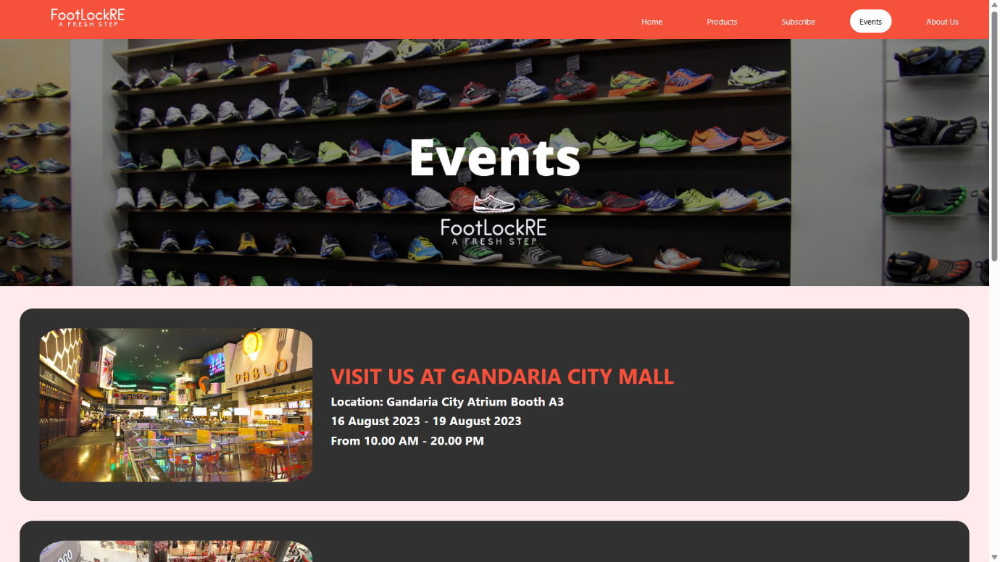 FootLockRE
A FRESH STEP
Home
Products
Subscribe
Events
About Us
Events
FootLockRE
A FRESH STEP
PABLO
VISIT US AT GANDARIA CITY MALL
Location: Gandaria City Atrium Booth A3
16 August 2023 - 19 August 2023
From 10.00 AM - 20.00 PM